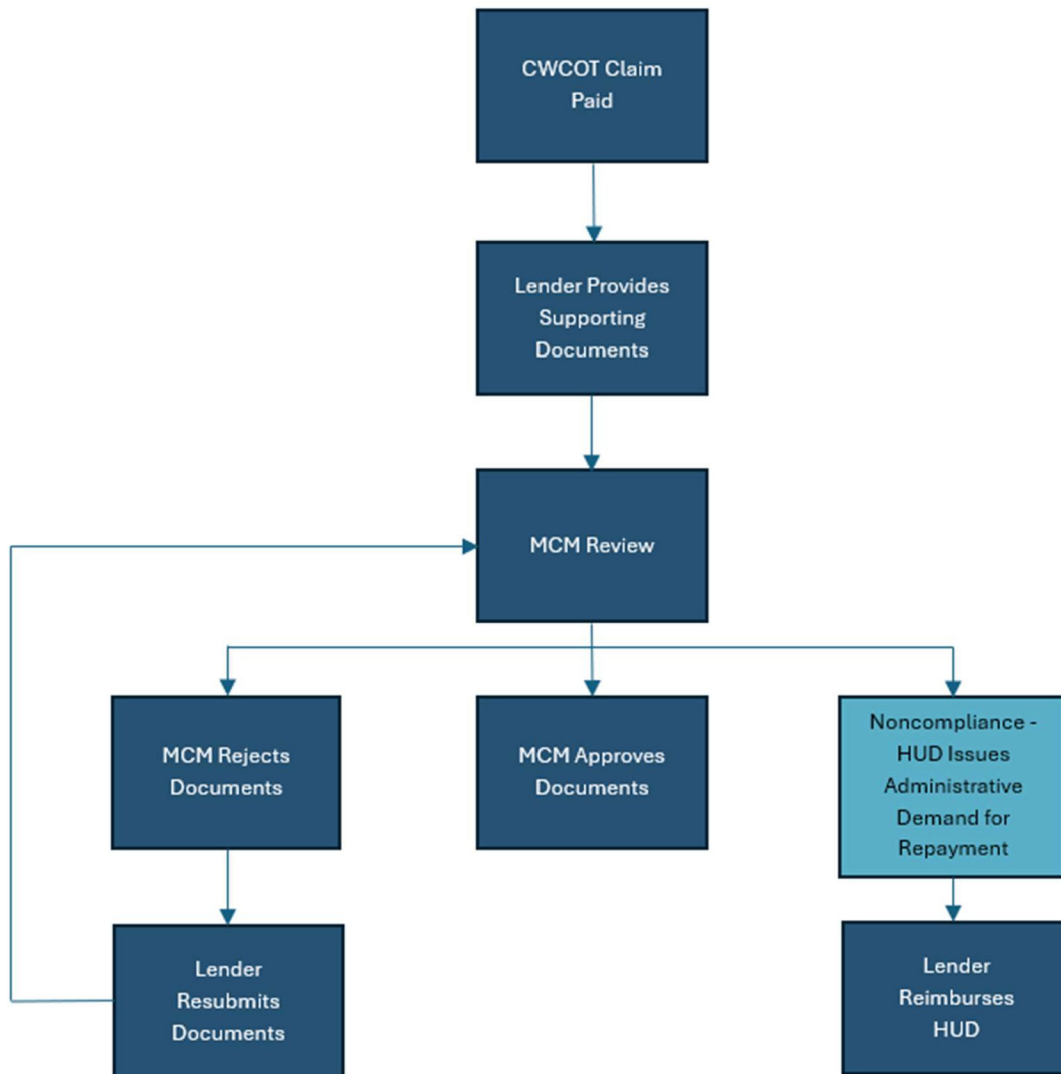 CWCOT Claim
Paid
Lender Provides
Supporting
Documents
MCM Review
MCM Rejects
Documents
MCM Approves
Documents
Noncompliance -
HUD Issues
Administrative
Demand for
Repayment
Lender
Resubmits
Documents
Lender
Reimburses
HUD